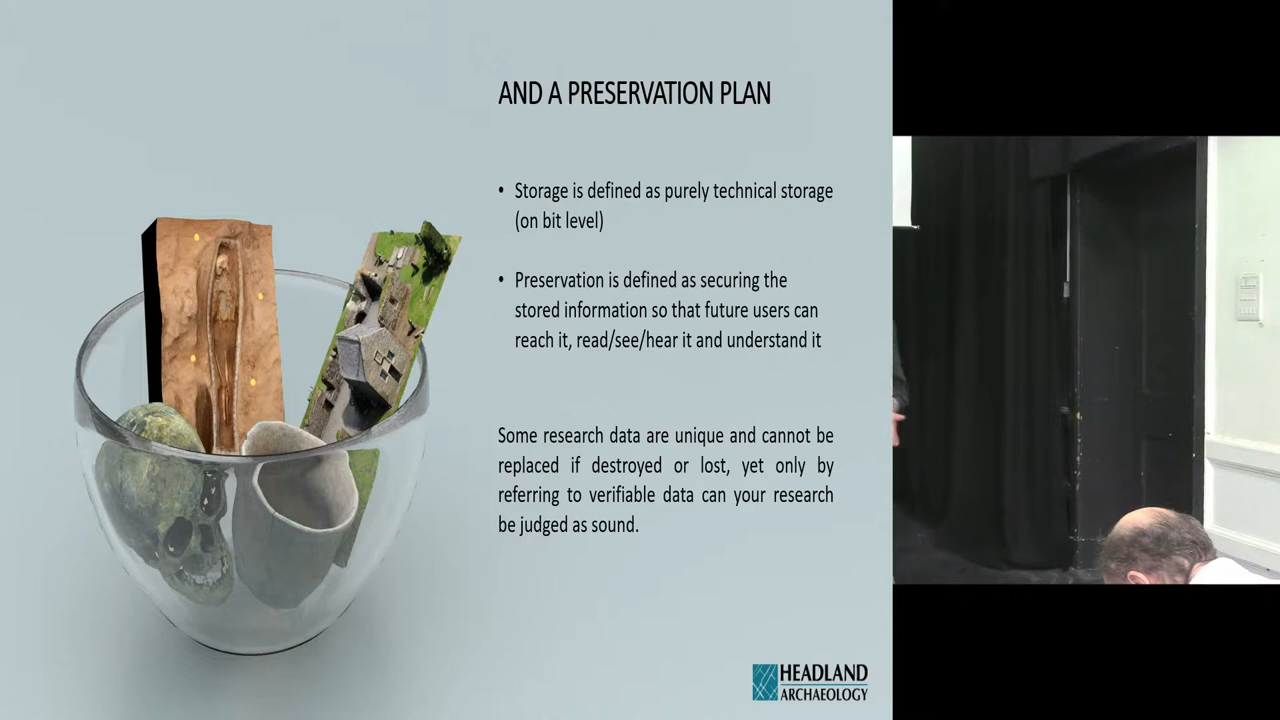 AND A PRESERVATION PLAN
• Storage is defined as purely technical storage
(on bit level)
• Preservation is defined as securing the
stored information so that future users can
reach it, read/see/hear it and understand it
Some research data are unique and cannot be
replaced if destroyed or lost, yet only by
referring to verifiable data can your research
be judged as sound.
HEADLAND
ARCHAEOLOGY